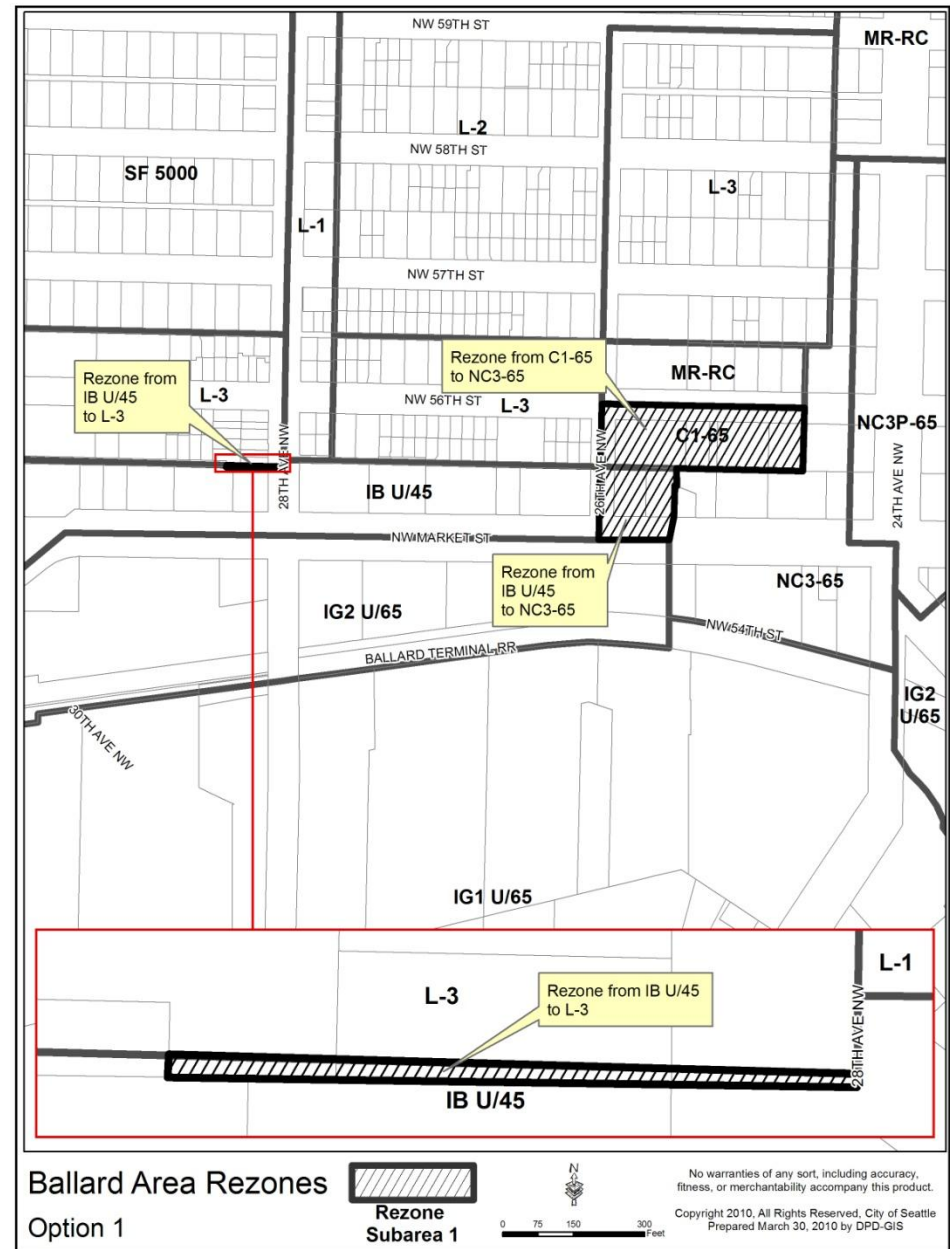 NW 59TH ST
MR-RC
L-2
NW 58TH ST
SF 5000
L-3
L-1
NW 57TH ST
Rezone from C1-65
to NC3-65
Rezone from
IB U/45
to L-3
L-3
MR-RC
NW 56TH ST
L-3
C1-65
NC3P-65
28TH AVE NW
26TH AVE NW
24TH AVE NW
IB U/45
NW MARKET ST
Rezone from
IB U/45
to NC3-65
NC3-65
IG2 U/65
NW 54TH ST
BALLARD TERMINAL RR
IG2
U/65
30TH AVE NW
IG1 U/65
L-1
L-3
Rezone from IB U/45
to L-3
28TH AVE NW
IB U/45
Ballard Area Rezones
Option 1
Rezone
Subarea 1
N
0 75 150 300
Feet
No warranties of any sort, including accuracy,
fitness, or merchantability accompany this product.
Copyright 2010, All Rights Reserved, City of Seattle
Prepared March 30, 2010 by DPD-GIS